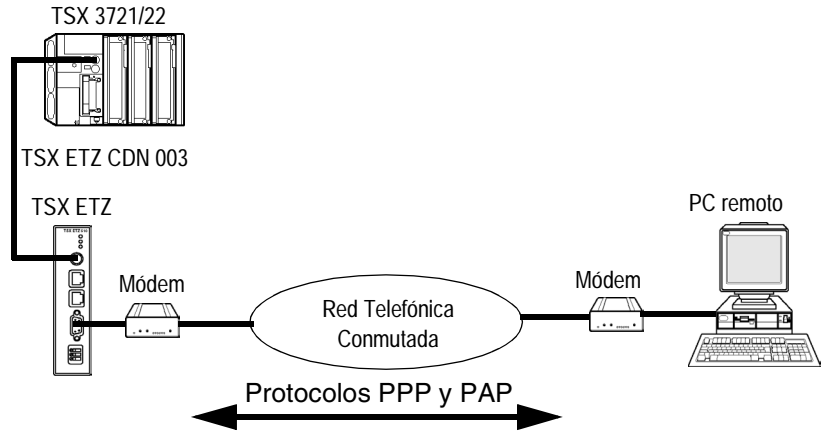 TSX 3721/22
TSX ETZ CDN 003
TSX ETZ
PC remoto
Módem
Módem
Red Telefónica
Conmutada
Protocolos PPP y PAP